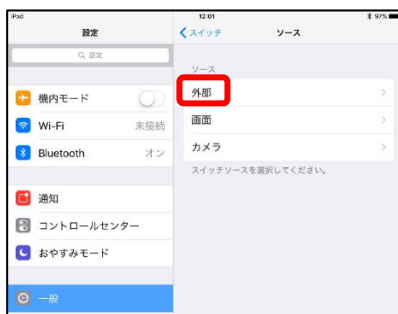 iPad
12:01
97%
設定
スイッチ
ソース
設定
ソース
機内モード
外部
Wi-Fi
未接続
画面
Bluetooth
オン
カメラ
スイッチソースを選択してください。
通知
コントロールセンター
おやすみモード
一般